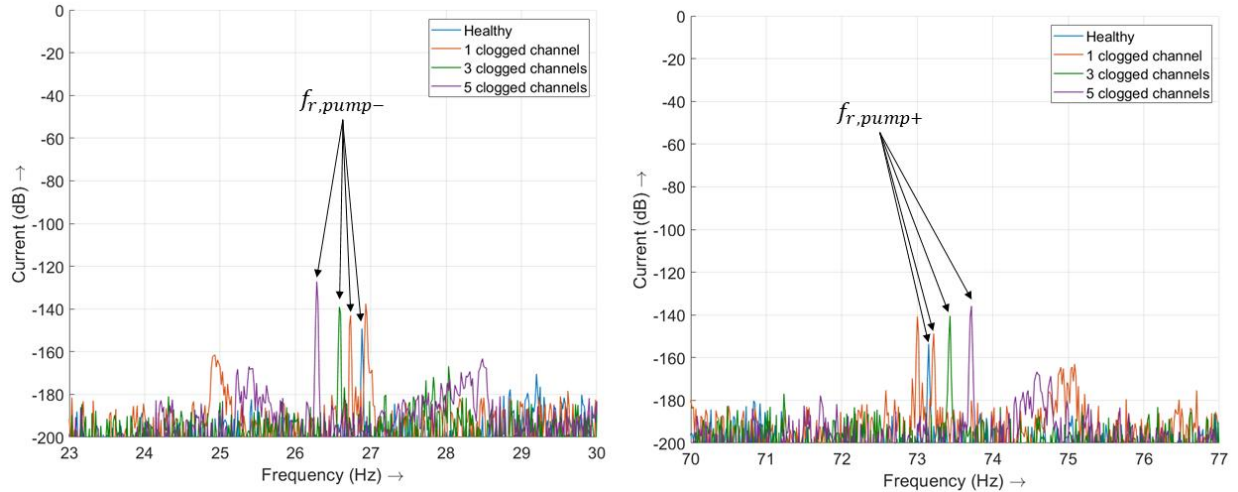 0
-20
-40
-60
-80
-100
-120
-140
-160
-180
-200
Current (dB) →
23 24 25 26 27 28 29 30
Frequency (Hz) →
Healthy
1 clogged channel
3 clogged channels
5 clogged channels
f_{r,pump−}
0
-20
-40
-60
-80
-100
-120
-140
-160
-180
-200
Current (dB) →
70 71 72 73 74 75 76 77
Frequency (Hz) →
Healthy
1 clogged channel
3 clogged channels
5 clogged channels
f_{r,pump+}